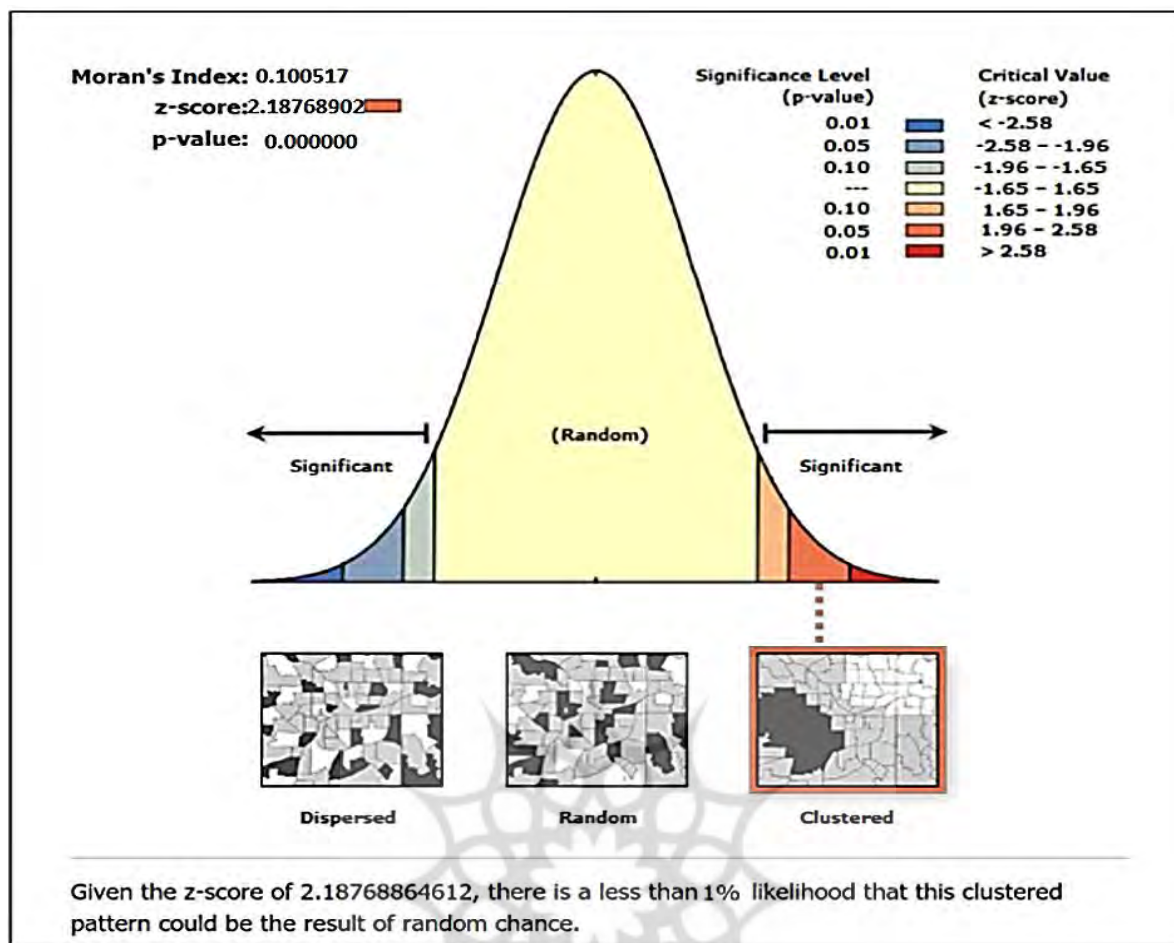 Moran's Index: 0.100517
z-score:2.18768902
p-value: 0.000000
Significance Level
(p-value)
Critical Value
(z-score)
0.01 < -2.58
0.05 -2.58 – -1.96
0.10 -1.96 – -1.65
--- -1.65 – 1.65
0.10 1.65 – 1.96
0.05 1.96 – 2.58
0.01 > 2.58
(Random)
Significant
Significant
Dispersed
Random
Clustered
Given the z-score of 2.18768864612, there is a less than 1% likelihood that this clustered
pattern could be the result of random chance.